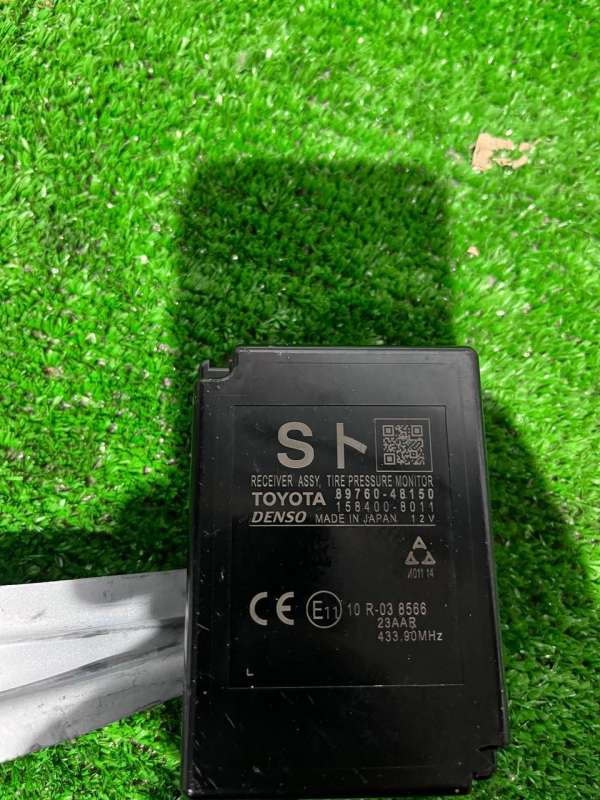 S ト
RECEIVER ASSY, TIRE PRESSURE MONITOR
TOYOTA 89760-48150
158400-8011
DENSO MADE IN JAPAN 12V
A
CE E11 10 R-03 8566
23AAR
433.90MHz